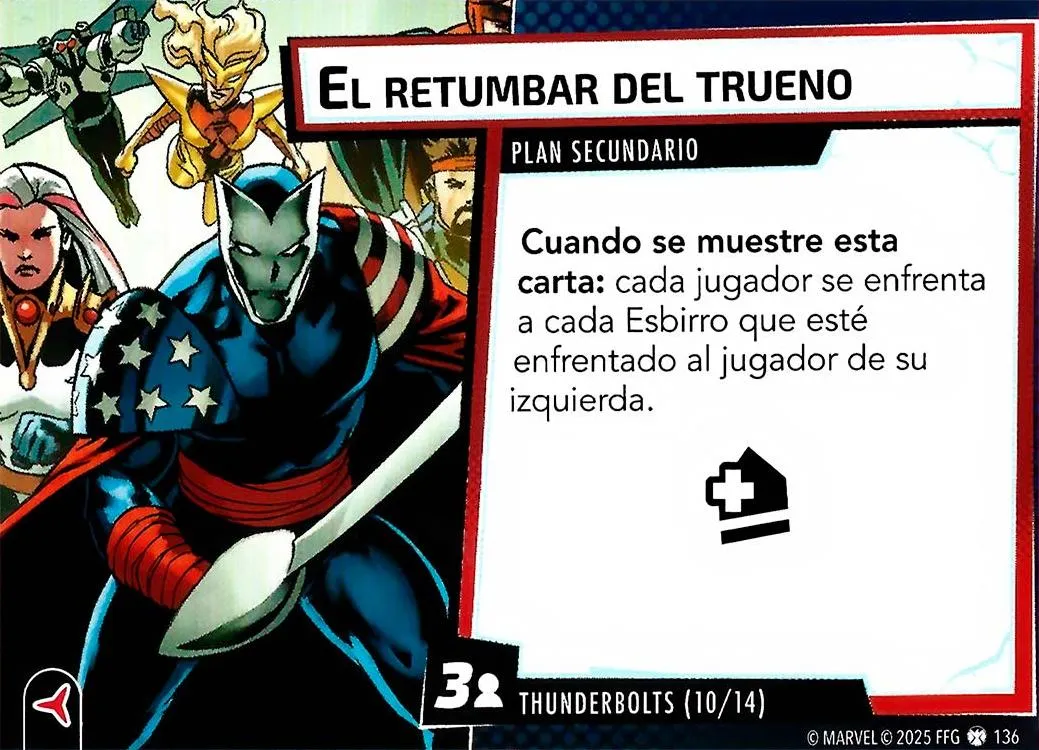 EL RETUMBAR DEL TRUENO
PLAN SECUNDARIO
Cuando se muestre esta
carta: cada jugador se enfrenta
a cada Esbirro que esté
enfrentado al jugador de su
izquierda.
3
THUNDERBOLTS (10/14)
© MARVEL © 2025 FFG 136